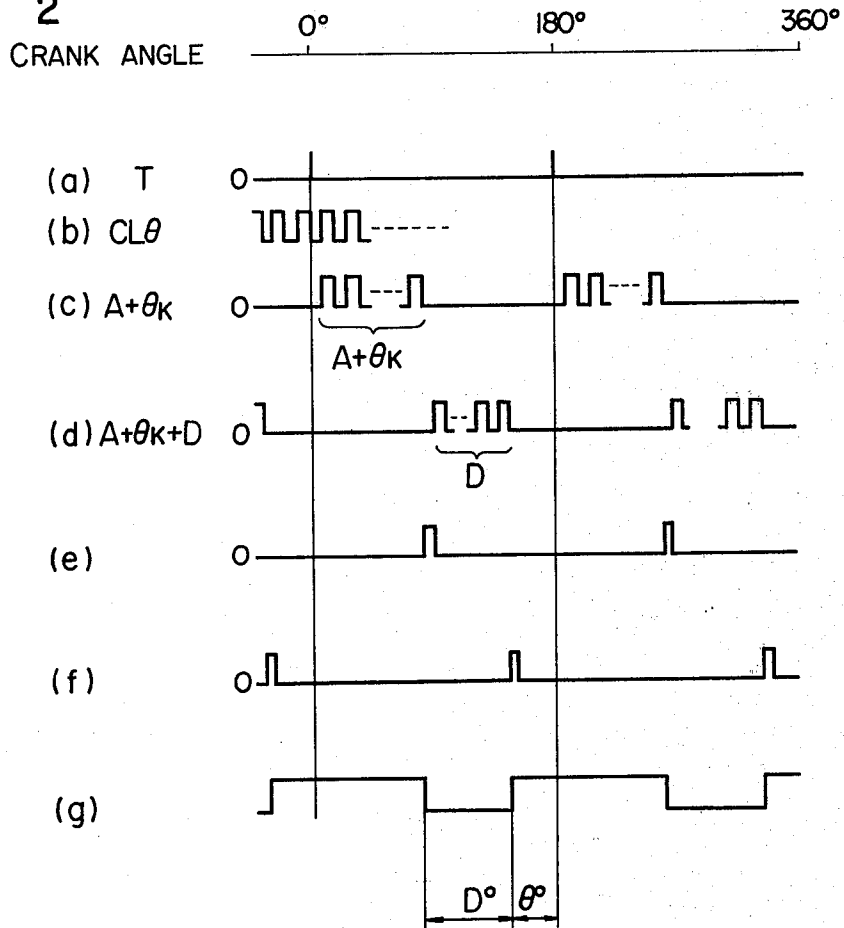 2
0° 180° 360°
CRANK ANGLE
(a) T 0
(b) CLθ
(c) A+θK 0
A+θK
(d) A+θK+D 0
D
(e) 0
(f) 0
(g)
D° θ°